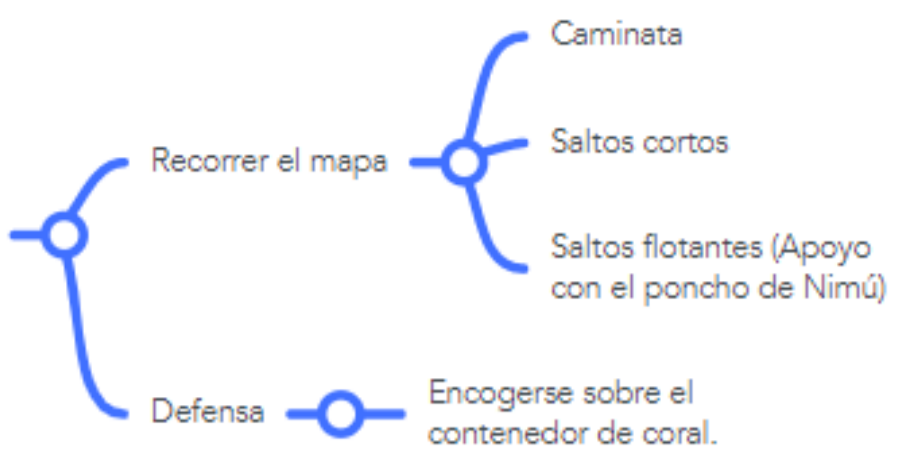 Caminata
Saltos cortos
Recorrer el mapa
Saltos flotantes (Apoyo
con el poncho de Nimú)
Defensa
Encogerse sobre el
contenedor de coral.